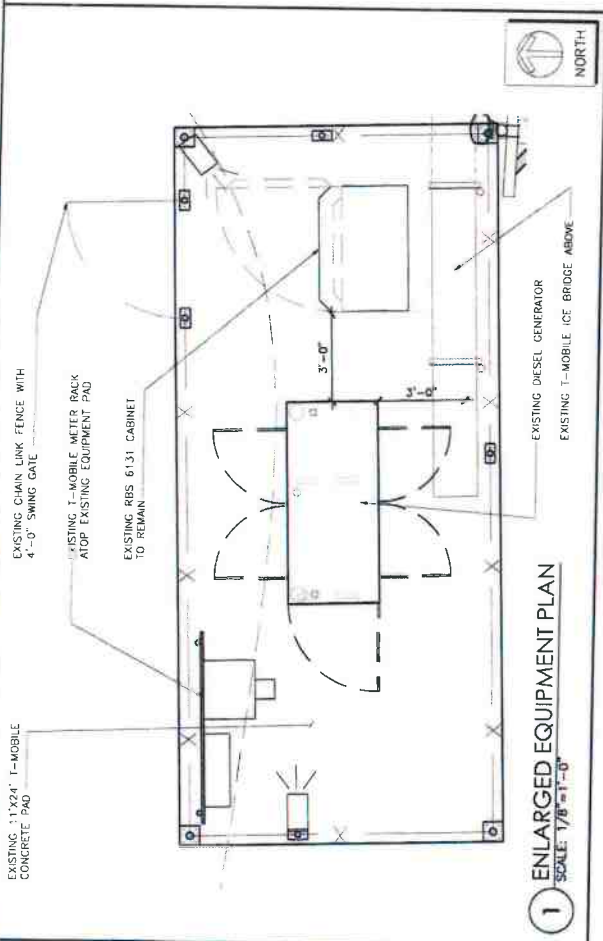 EXISTING 11'X24' T-MOBILE
CONCRETE PAD
EXISTING CHAIN LINK FENCE WITH
4'-0" SWING GATE
EXISTING T-MOBILE METER RACK
ATOP EXISTING EQUIPMENT PAD
EXISTING RBS 6131 CABINET
TO REMAIN
3'-0"
3'-0"
EXISTING DIESEL GENERATOR
EXISTING T-MOBILE ICE BRIDGE ABOVE
1 ENLARGED EQUIPMENT PLAN
SCALE: 1/8"=1'-0"
NORTH